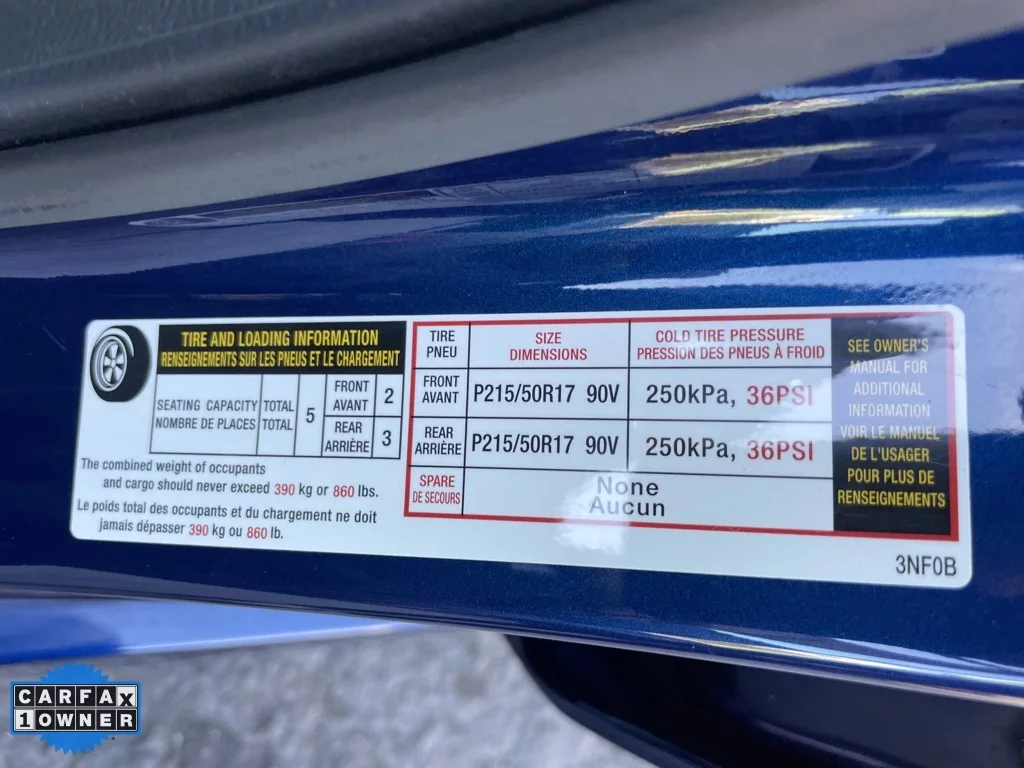 TIRE AND LOADING INFORMATION
RENSEIGNEMENTS SUR LES PNEUS ET LE CHARGEMENT
SEATING CAPACITY
NOMBRE DE PLACES
TOTAL
TOTAL
5
FRONT
AVANT
2
REAR
ARRIÈRE
3
The combined weight of occupants
and cargo should never exceed 390 kg or 860 lbs.
Le poids total des occupants et du chargement ne doit
jamais dépasser 390 kg ou 860 lb.
TIRE
PNEU
SIZE
DIMENSIONS
COLD TIRE PRESSURE
PRESSION DES PNEUS À FROID
FRONT
AVANT
P215/50R17 90V
250kPa, 36PSI
REAR
ARRIÈRE
P215/50R17 90V
250kPa, 36PSI
SPARE
DE SECOURS
None
Aucun
SEE OWNER'S
MANUAL FOR
ADDITIONAL
INFORMATION
VOIR LE MANUEL
DE L'USAGER
POUR PLUS DE
RENSEIGNEMENTS
3NF0B
CARFAX
1 OWNER